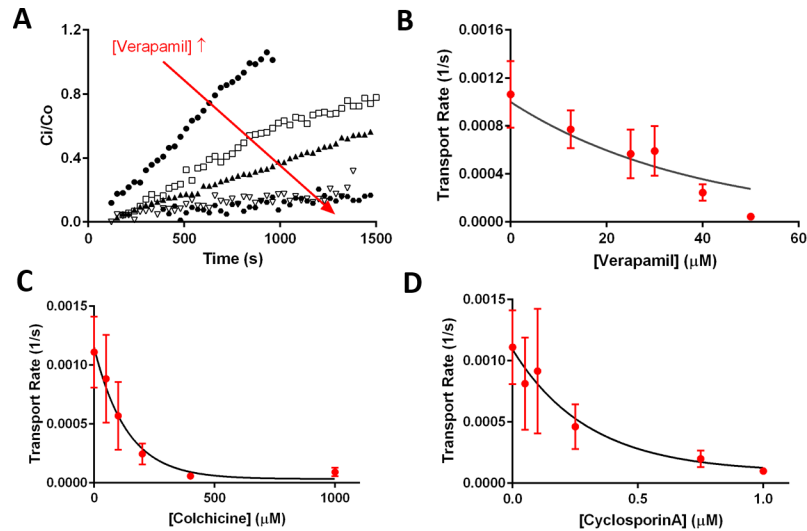 A
[Verapamil] ↑
Ci/Co
1.2
0.8
0.4
0.0
0 500 1000 1500
Time (s)
B
Transport Rate (1/s)
0.0016
0.0012
0.0008
0.0004
0.0000
0 20 40 60
[Verapamil] (μM)
C
Transport Rate (1/s)
0.0015
0.0010
0.0005
0.0000
0 500 1000
[Colchicine] (μM)
D
Transport Rate (1/s)
0.0015
0.0010
0.0005
0.0000
0.0 0.5 1.0
[CyclosporinA] (μM)